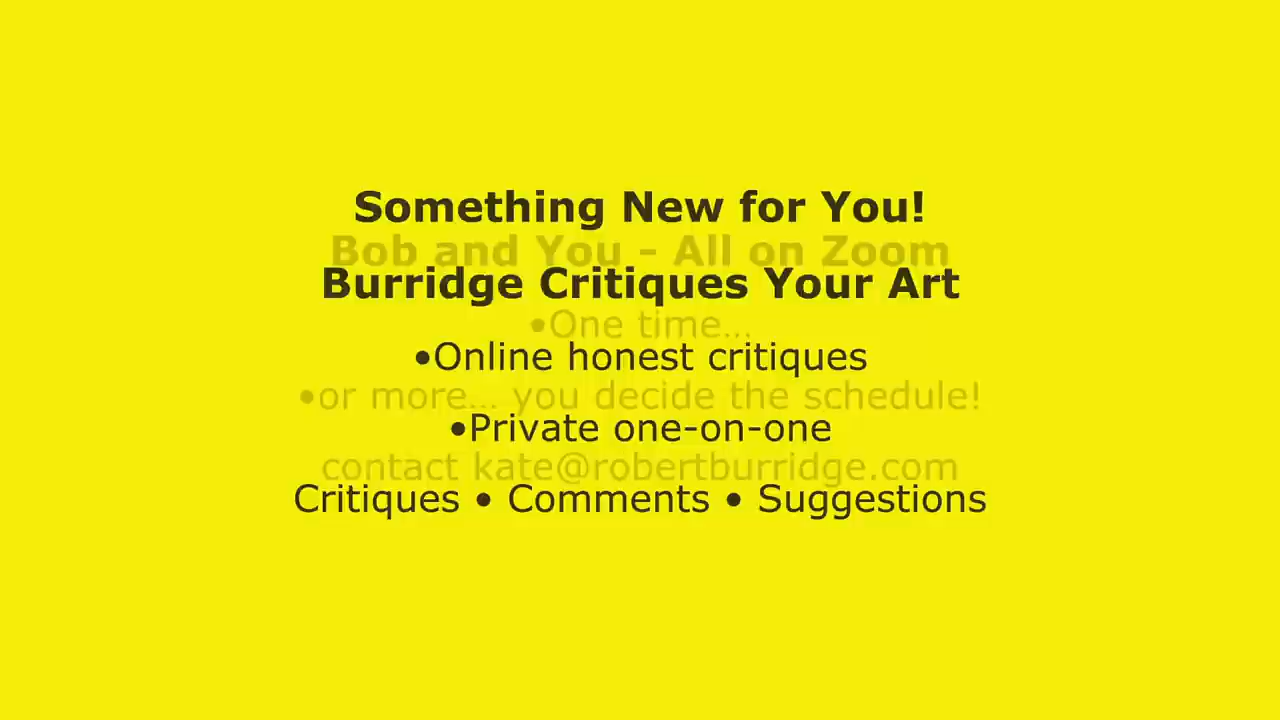 Something New for You!
Bob and You - All on Zoom
Burridge Critiques Your Art
•One time…
•Online honest critiques
•or more… you decide the schedule!
•Private one-on-one
contact kate@robertburridge.com
Critiques • Comments • Suggestions